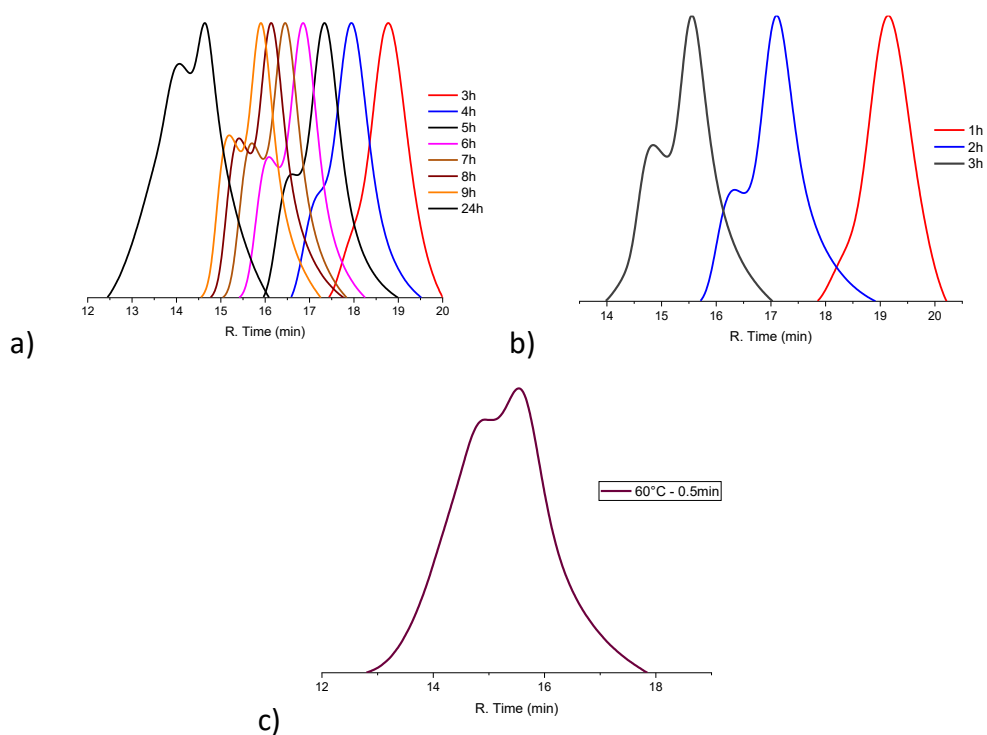 3h
4h
5h
6h
7h
8h
9h
24h
12 13 14 15 16 17 18 19 20
R. Time (min)
a)
1h
2h
3h
14 15 16 17 18 19 20
R. Time (min)
b)
60°C - 0.5min
12 14 16 18
R. Time (min)
c)